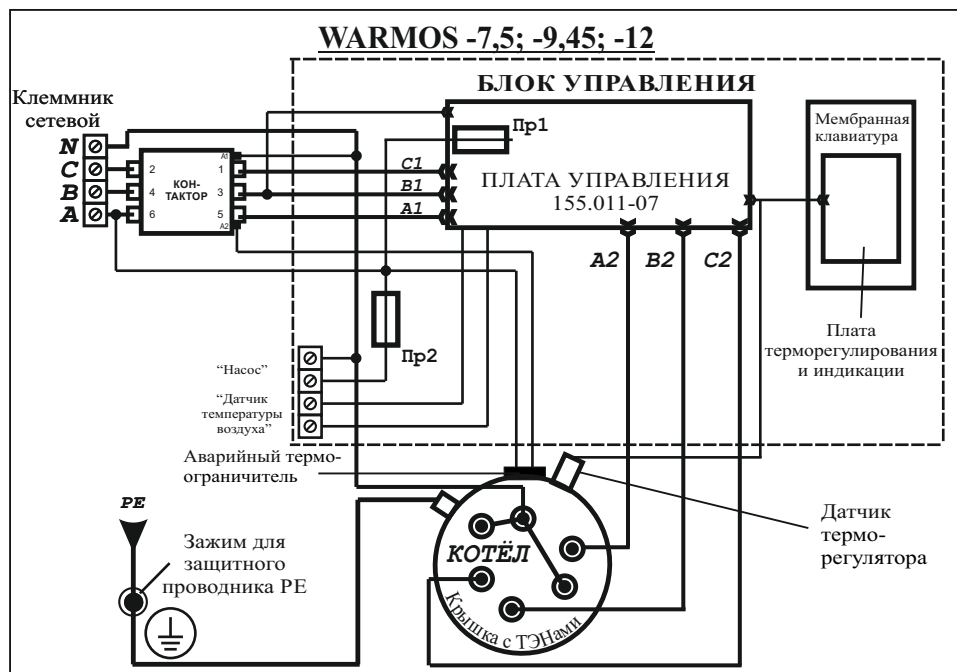 WARMOS -7,5; -9,45; -12
БЛОК УПРАВЛЕНИЯ
Клеммник
сетевой
N
C
B
A
2
4
6
КОН-
ТАКТОР
A1
1
3
5
A2
C1
B1
A1
Пр1
ПЛАТА УПРАВЛЕНИЯ
155.011-07
A2
B2
C2
Мембранная
клавиатура
Плата
терморегулирования
и индикации
Пр2
“Насос”
“Датчик
температуры
воздуха”
Аварийный термо-
ограничитель
PE
Зажим для
защитного
проводника PE
КОТЁЛ
Крышка с ТЭНами
Датчик
термо-
регулятора